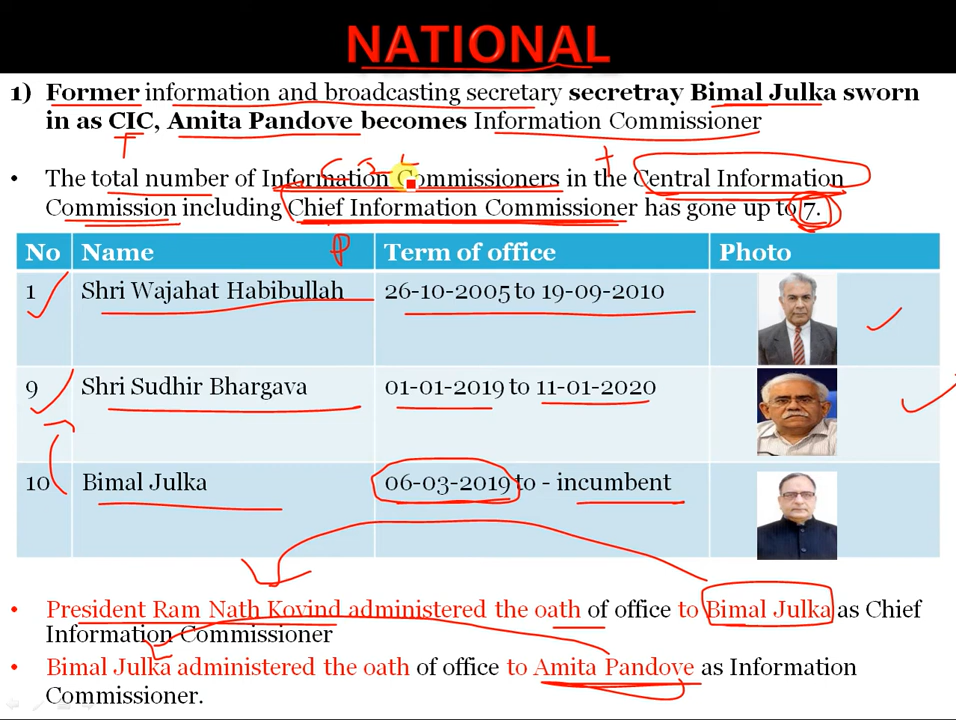 NATIONAL
1) Former information and broadcasting secretary secretray Bimal Julka sworn
in as CIC, Amita Pandove becomes Information Commissioner
• The total number of Information Commissioners in the Central Information
Commission including Chief Information Commissioner has gone up to 7.
No Name Term of office Photo
1 Shri Wajahat Habibullah 26-10-2005 to 19-09-2010
9 Shri Sudhir Bhargava 01-01-2019 to 11-01-2020
10 Bimal Julka 06-03-2019 to - incumbent
• President Ram Nath Kovind administered the oath of office to Bimal Julka as Chief
Information Commissioner
• Bimal Julka administered the oath of office to Amita Pandove as Information
Commissioner.